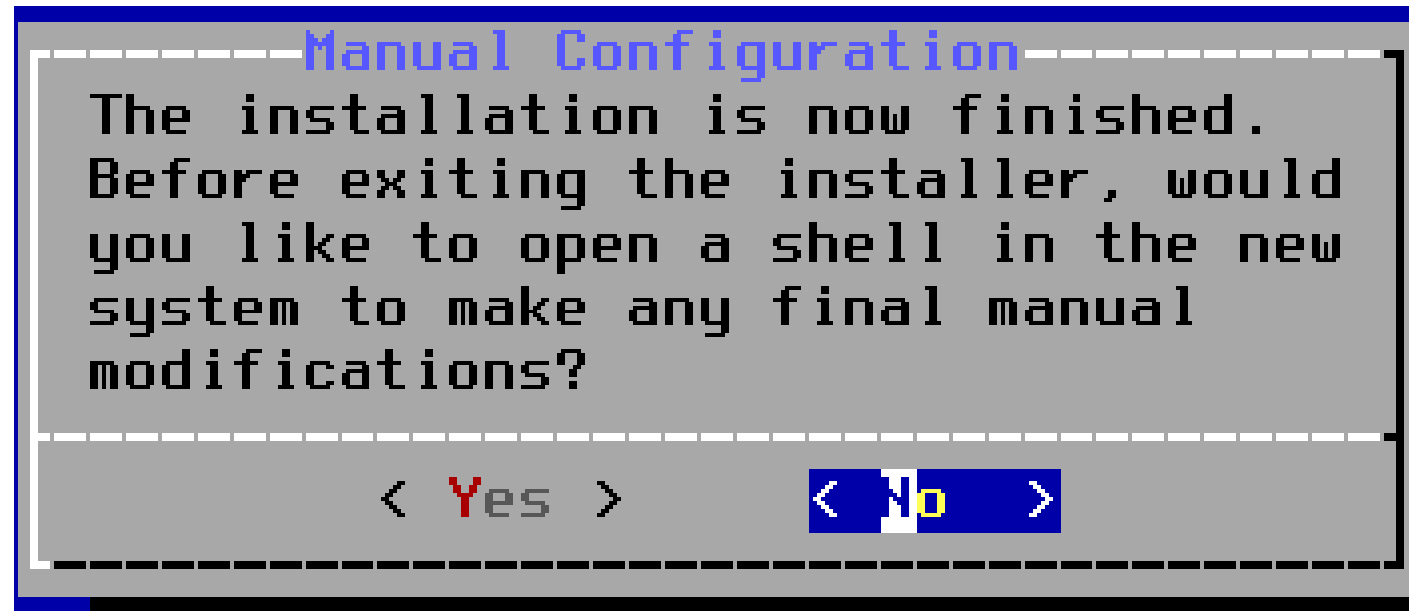 Manual Configuration
The installation is now finished.
Before exiting the installer, would
you like to open a shell in the new
system to make any final manual
modifications?
< Yes > < No >